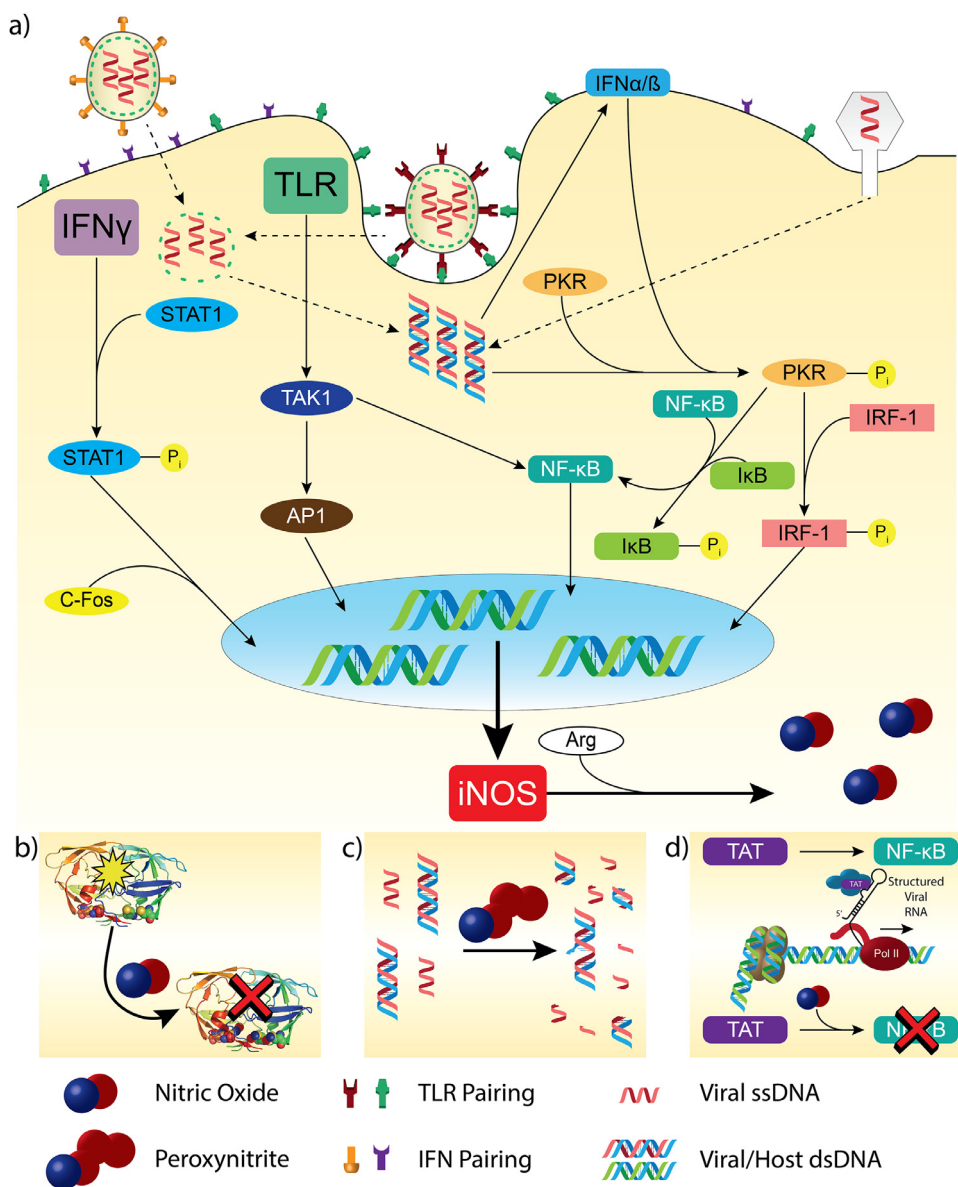 a)
IFNα/ß
TLR
IFNγ
PKR
STAT1
TAK1
PKR
Pi
NF-κB
IRF-1
STAT1
Pi
NF-κB
IκB
AP1
IκB
Pi
IRF-1
Pi
C-Fos
Arg
iNOS
b)
c)
d)
TAT
NF-κB
TAT
Structured
Viral
RNA
5'
Pol II
TAT
NF-κB
Nitric Oxide
TLR Pairing
Viral ssDNA
Peroxynitrite
IFN Pairing
Viral/Host dsDNA